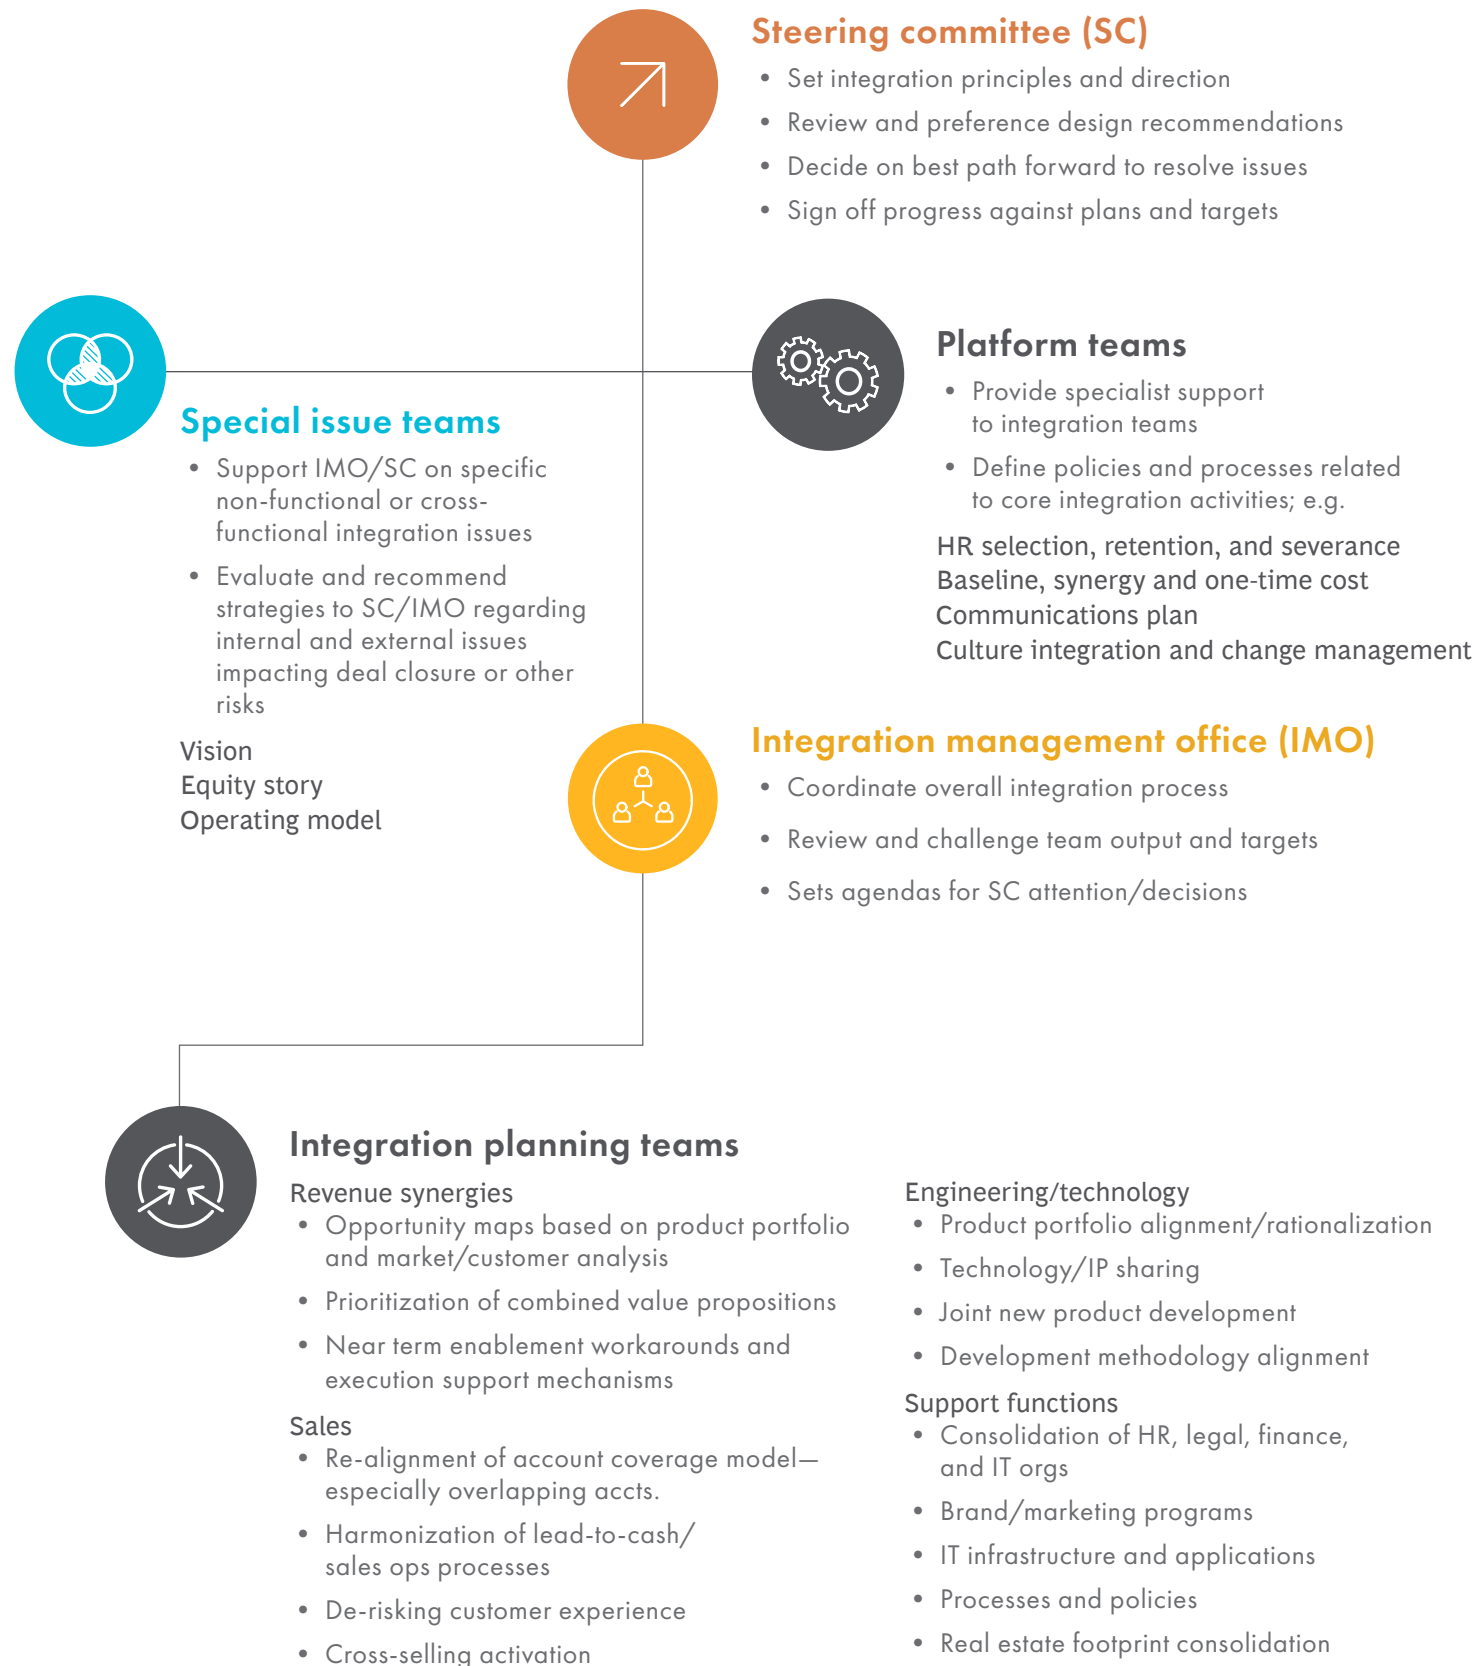 Steering committee (SC)
• Set integration principles and direction
• Review and preference design recommendations
• Decide on best path forward to resolve issues
• Sign off progress against plans and targets
Special issue teams
• Support IMO/SC on specific
non-functional or cross-
functional integration issues
• Evaluate and recommend
strategies to SC/IMO regarding
internal and external issues
impacting deal closure or other
risks
Vision
Equity story
Operating model
Platform teams
• Provide specialist support
to integration teams
• Define policies and processes related
to core integration activities; e.g.
HR selection, retention, and severance
Baseline, synergy and one-time cost
Communications plan
Culture integration and change management
Integration management office (IMO)
• Coordinate overall integration process
• Review and challenge team output and targets
• Sets agendas for SC attention/decisions
Integration planning teams
Revenue synergies
• Opportunity maps based on product portfolio
and market/customer analysis
• Prioritization of combined value propositions
• Near term enablement workarounds and
execution support mechanisms
Sales
• Re-alignment of account coverage model—
especially overlapping accts.
• Harmonization of lead-to-cash/
sales ops processes
• De-risking customer experience
• Cross-selling activation
Engineering/technology
• Product portfolio alignment/rationalization
• Technology/IP sharing
• Joint new product development
• Development methodology alignment
Support functions
• Consolidation of HR, legal, finance,
and IT orgs
• Brand/marketing programs
• IT infrastructure and applications
• Processes and policies
• Real estate footprint consolidation